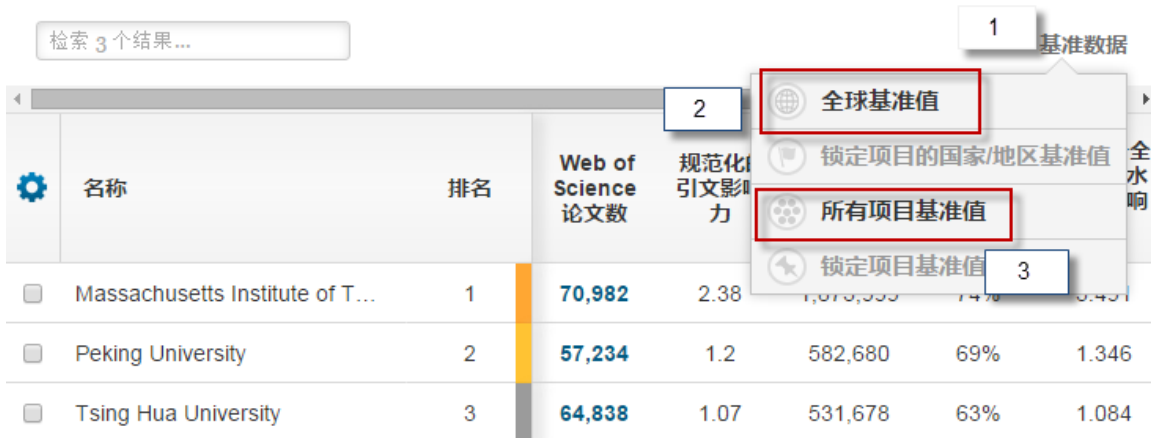 检索 3 个结果...
1
基准数据
2
全球基准值
锁定项目的国家/地区基准值
所有项目基准值
锁定项目基准值
3
名称
排名
Web of
Science
论文数
规范化
引文影响
力
全
水
响
Massachusetts Institute of T... 1 70,982 2.38 74%
Peking University 2 57,234 1.2 582,680 69% 1.346
Tsing Hua University 3 64,838 1.07 531,678 63% 1.084